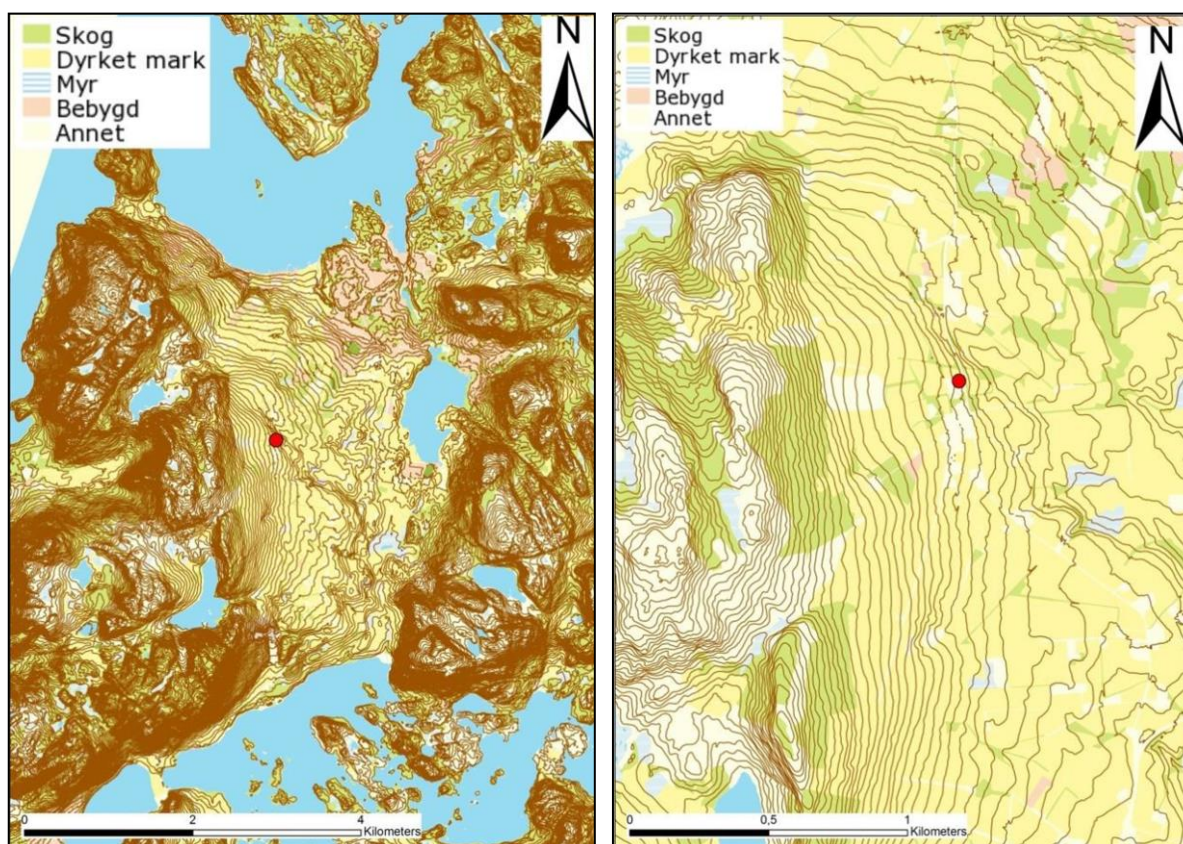 Skog
Dyrket mark
Myr
Bebygd
Annet
N
0
2
4
Kilometers
Skog
Dyrket mark
Myr
Bebygd
Annet
N
0
0,5
1
Kilometers